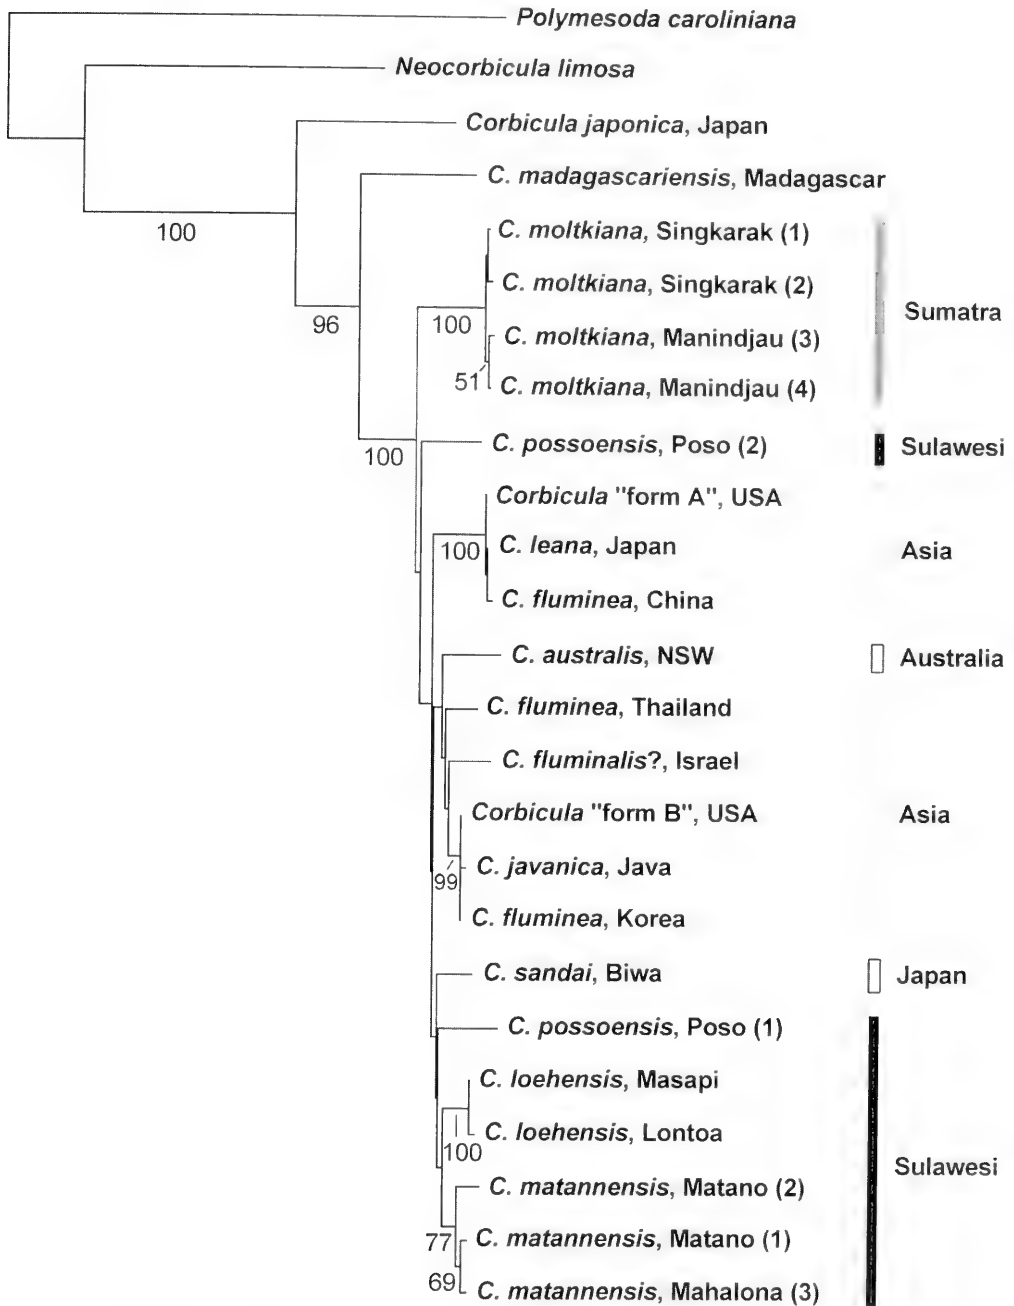 Polymesoda caroliniana
Neocorbicula limosa
Corbicula japonica, Japan
C. madagascariensis, Madagascar
100
C. moltkiana, Singkarak (1)
C. moltkiana, Singkarak (2)
Sumatra
96
100
C. moltkiana, Manindjau (3)
51
C. moltkiana, Manindjau (4)
C. possoensis, Poso (2)
Sulawesi
100
Corbicula "form A", USA
100
C. leana, Japan
Asia
C. fluminea, China
C. australis, NSW
Australia
C. fluminea, Thailand
C. fluminalis?, Israel
Corbicula "form B", USA
Asia
C. javanica, Java
99
C. fluminea, Korea
C. sandai, Biwa
Japan
C. possoensis, Poso (1)
C. loehensis, Masapi
C. loehensis, Lontoa
100
Sulawesi
C. matannensis, Matano (2)
77
C. matannensis, Matano (1)
69
C. matannensis, Mahalona (3)